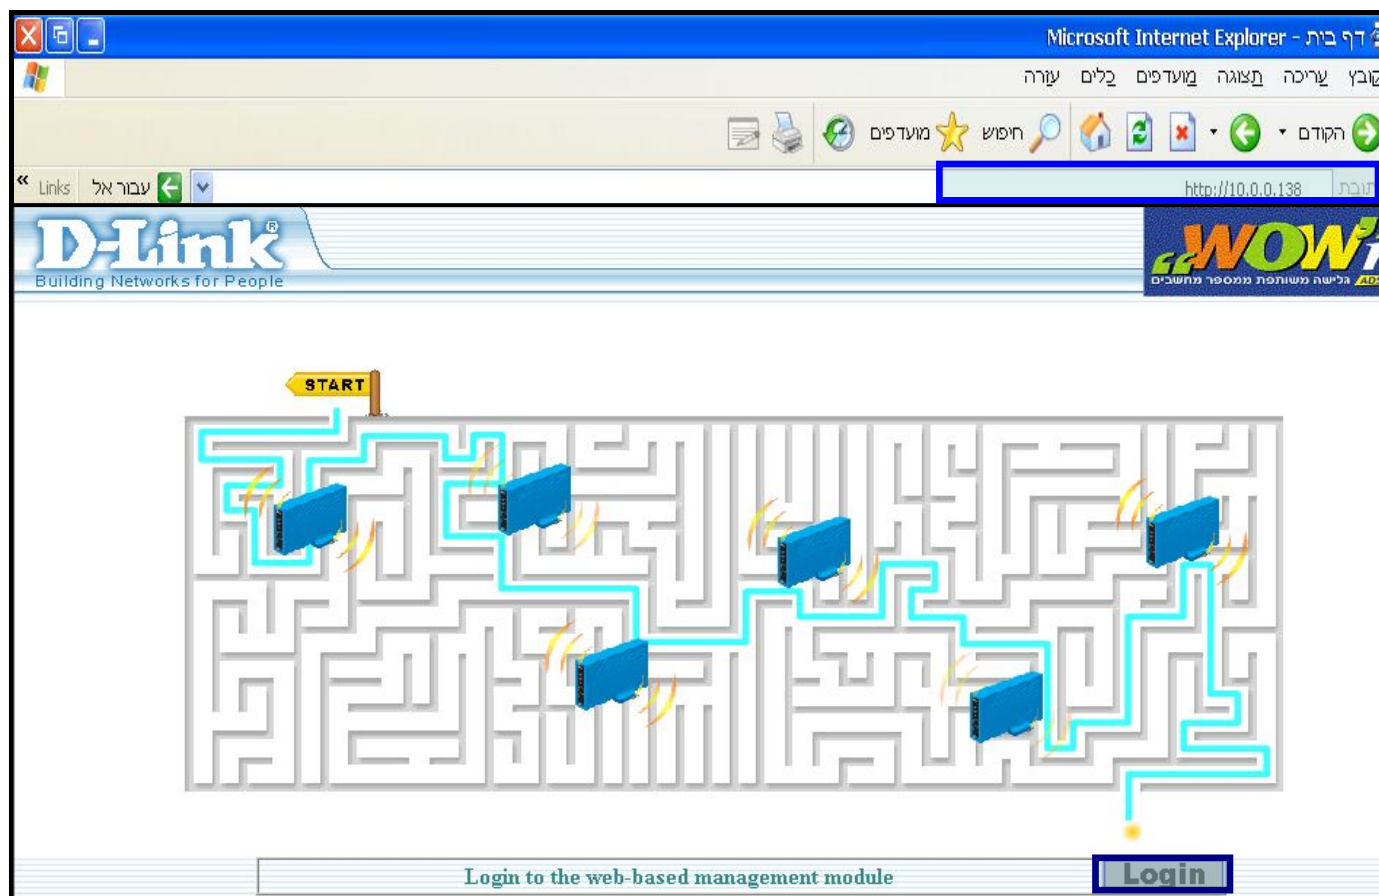 דף בית - Microsoft Internet Explorer
קובץ עריכה תצוגה מועדפים כלים עזרה
הקודם חיפוש מועדפים
http://10.0.0.138 עבור אל Links »
D-Link®
Building Networks for People
גלישה משותפת ממספר מחשבים
START
Login to the web-based management module
Login